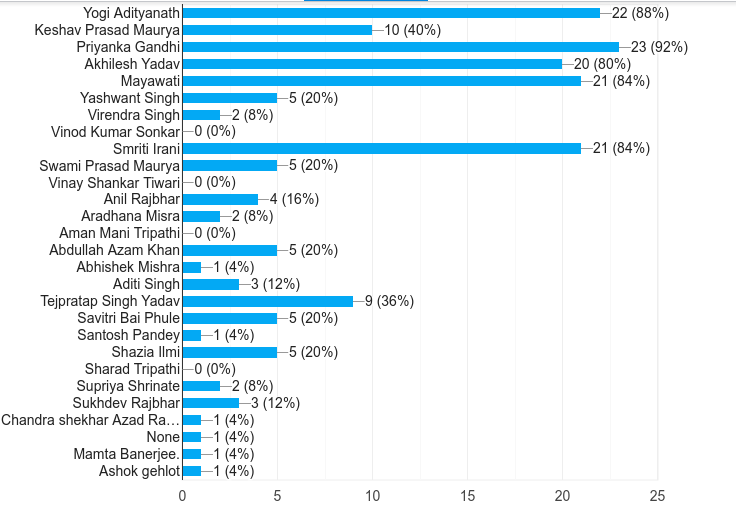 Yogi Adityanath 22 (88%)
Keshav Prasad Maurya 10 (40%)
Priyanka Gandhi 23 (92%)
Akhilesh Yadav 20 (80%)
Mayawati 21 (84%)
Yashwant Singh 5 (20%)
Virendra Singh 2 (8%)
Vinod Kumar Sonkar 0 (0%)
Smriti Irani 21 (84%)
Swami Prasad Maurya 5 (20%)
Vinay Shankar Tiwari 0 (0%)
Anil Rajbhar 4 (16%)
Aradhana Misra 2 (8%)
Aman Mani Tripathi 0 (0%)
Abdullah Azam Khan 5 (20%)
Abhishek Mishra 1 (4%)
Aditi Singh 3 (12%)
Tejpratap Singh Yadav 9 (36%)
Savitri Bai Phule 5 (20%)
Santosh Pandey 1 (4%)
Shazia Ilmi 5 (20%)
Sharad Tripathi 0 (0%)
Supriya Shrinate 2 (8%)
Sukhdev Rajbhar 3 (12%)
Chandra shekhar Azad Ra… 1 (4%)
None 1 (4%)
Mamta Banerjee. 1 (4%)
Ashok gehlot 1 (4%)
0 5 10 15 20 25